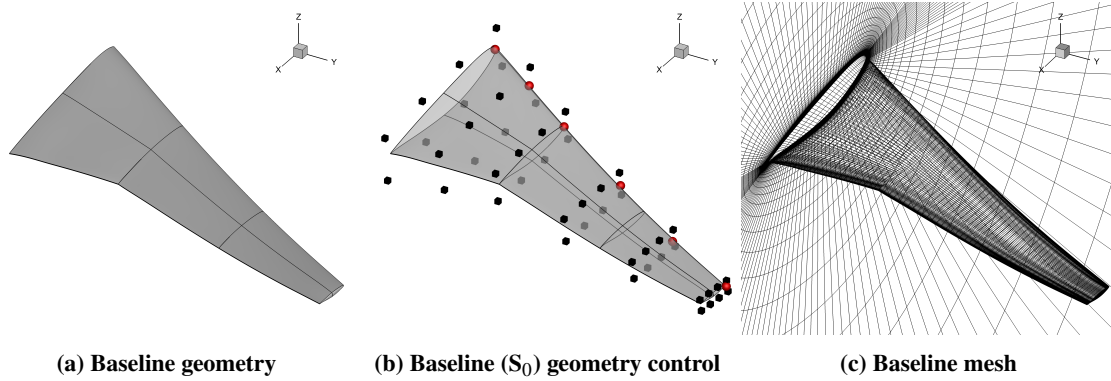 Z
X
Y
Z
X
Y
Z
X
Y
(a) Baseline geometry
(b) Baseline (S₀) geometry control
(c) Baseline mesh